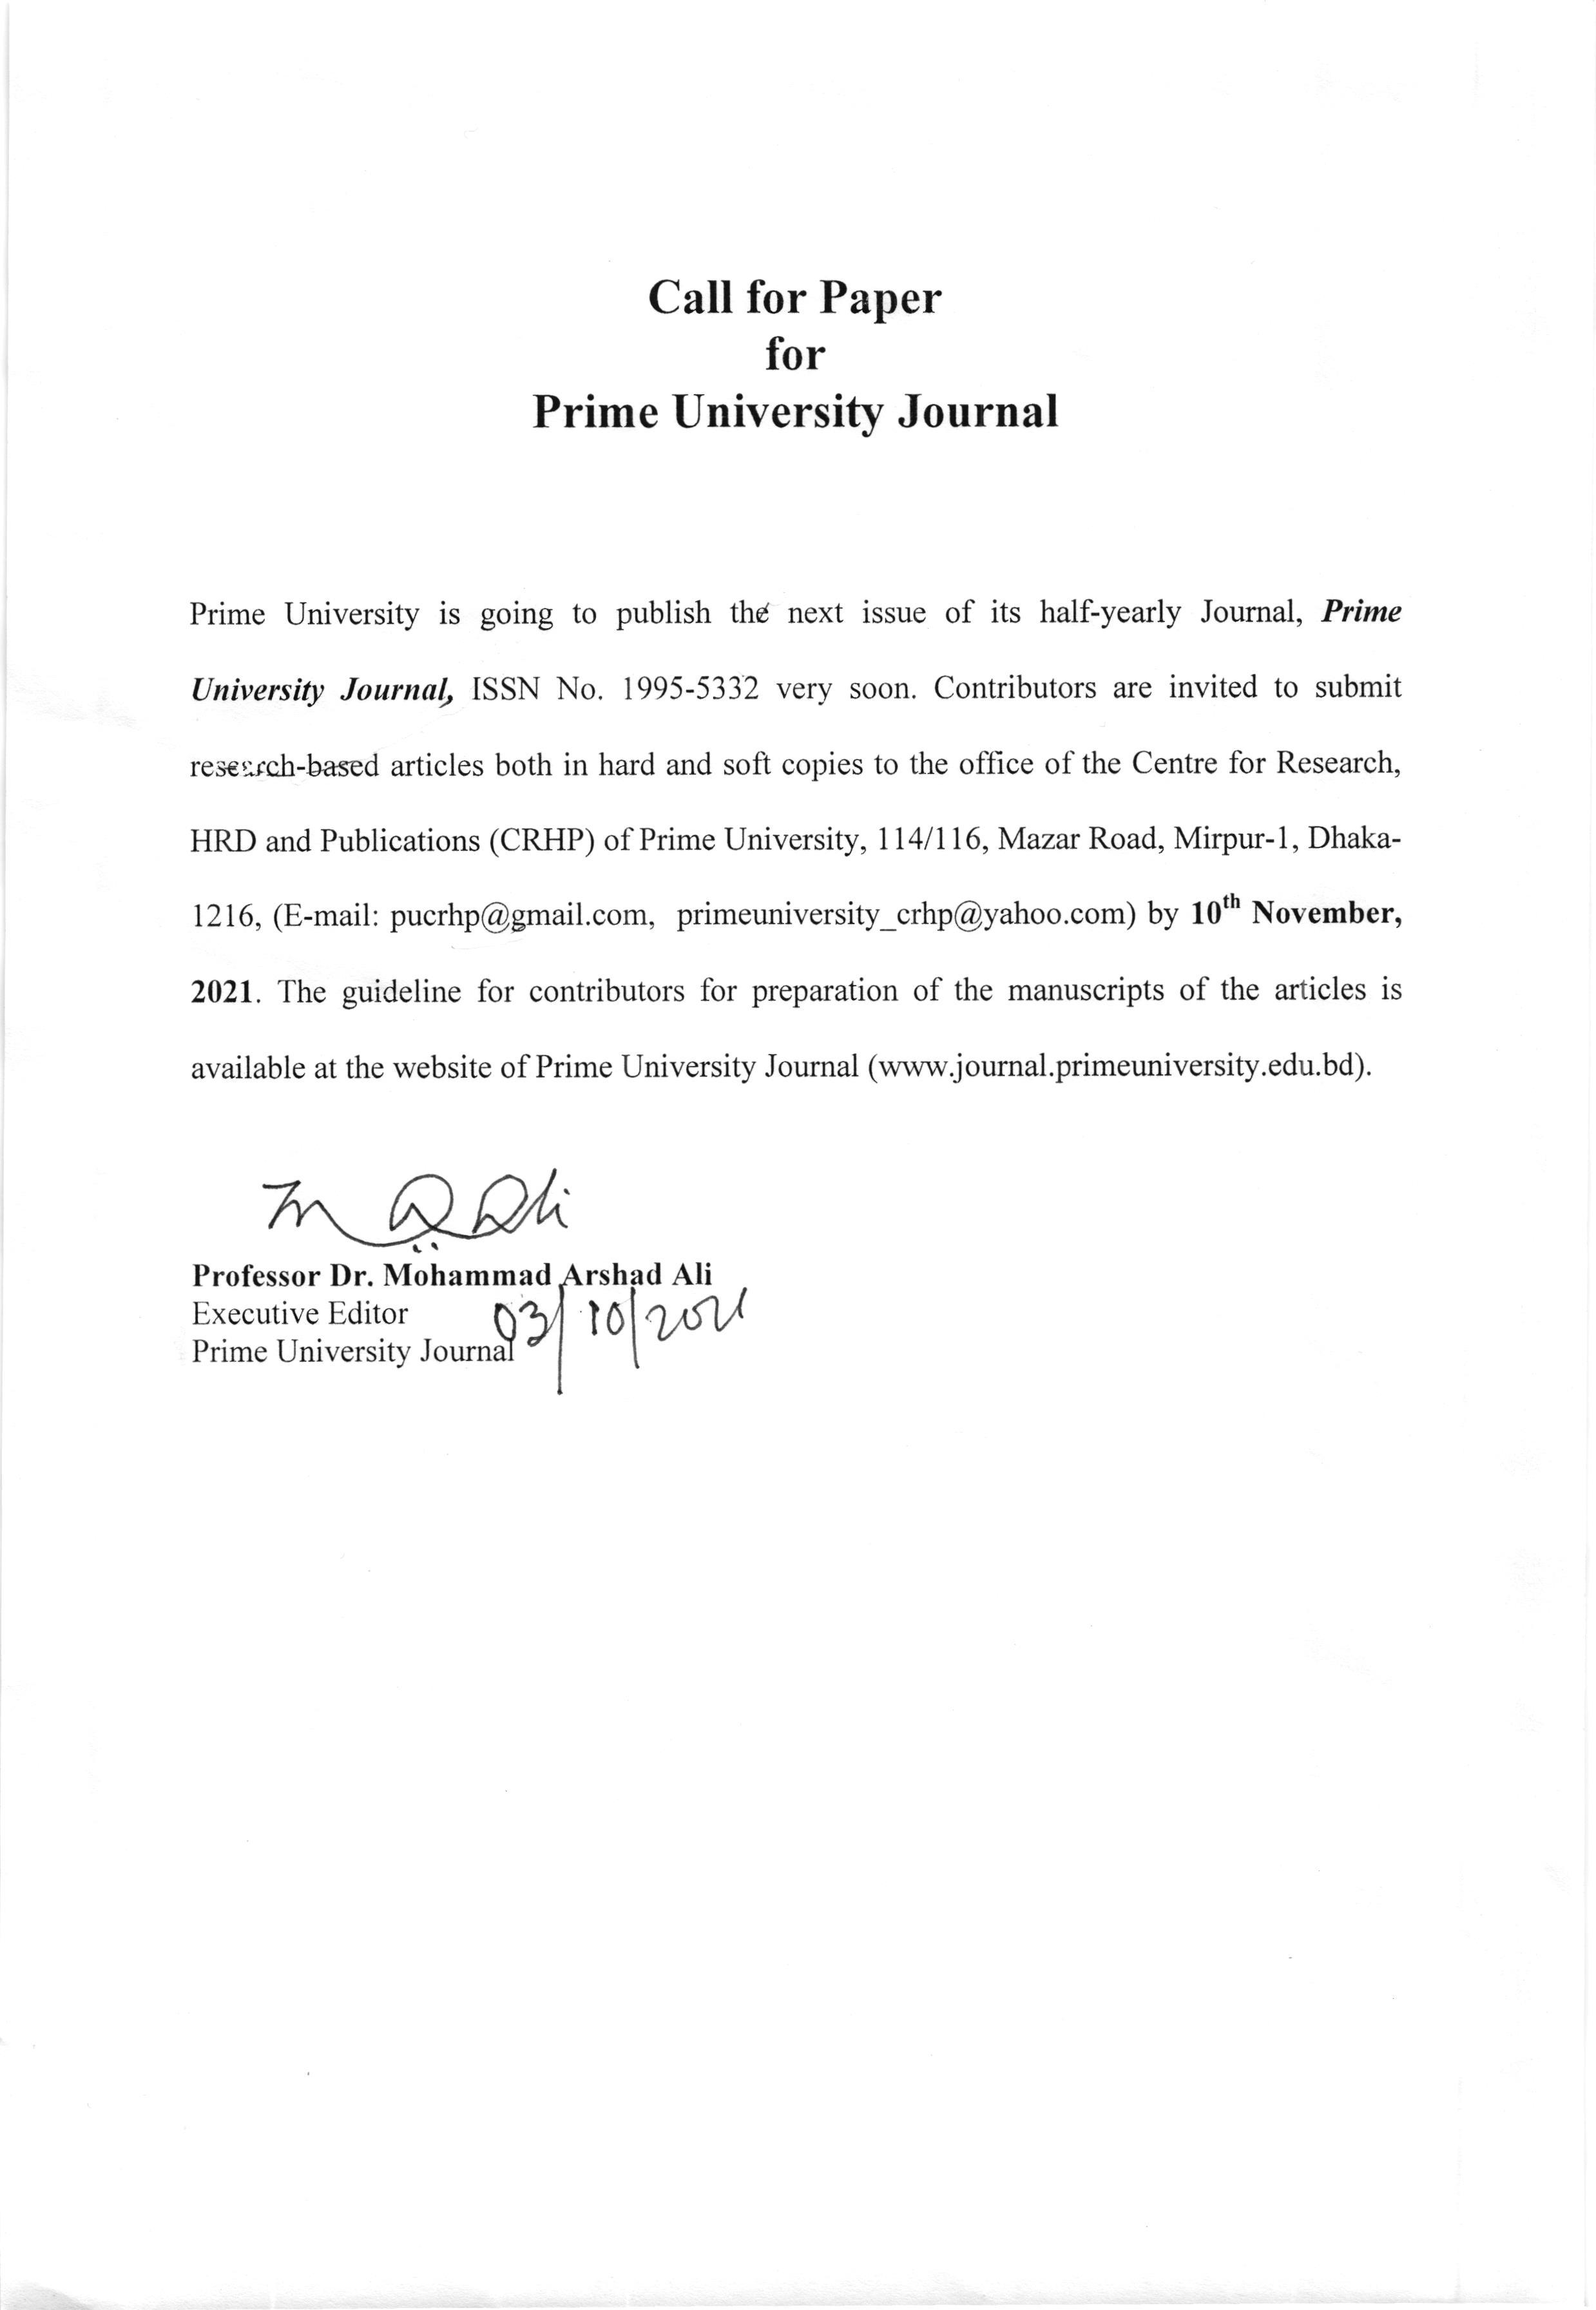 Call for Paper
for
Prime University Journal
Prime University is going to publish the next issue of its half-yearly Journal, Prime
University Journal, ISSN No. 1995-5332 very soon. Contributors are invited to submit
research-based articles both in hard and soft copies to the office of the Centre for Research,
HRD and Publications (CRHP) of Prime University, 114/116, Mazar Road, Mirpur-1, Dhaka-
1216, (E-mail: pucrhp@gmail.com, primeuniversity_crhp@yahoo.com) by 10th November,
2021. The guideline for contributors for preparation of the manuscripts of the articles is
available at the website of Prime University Journal (www.journal.primeuniversity.edu.bd).
Professor Dr. Mohammad Arshad Ali
Executive Editor
03/10/2021
Prime University Journal